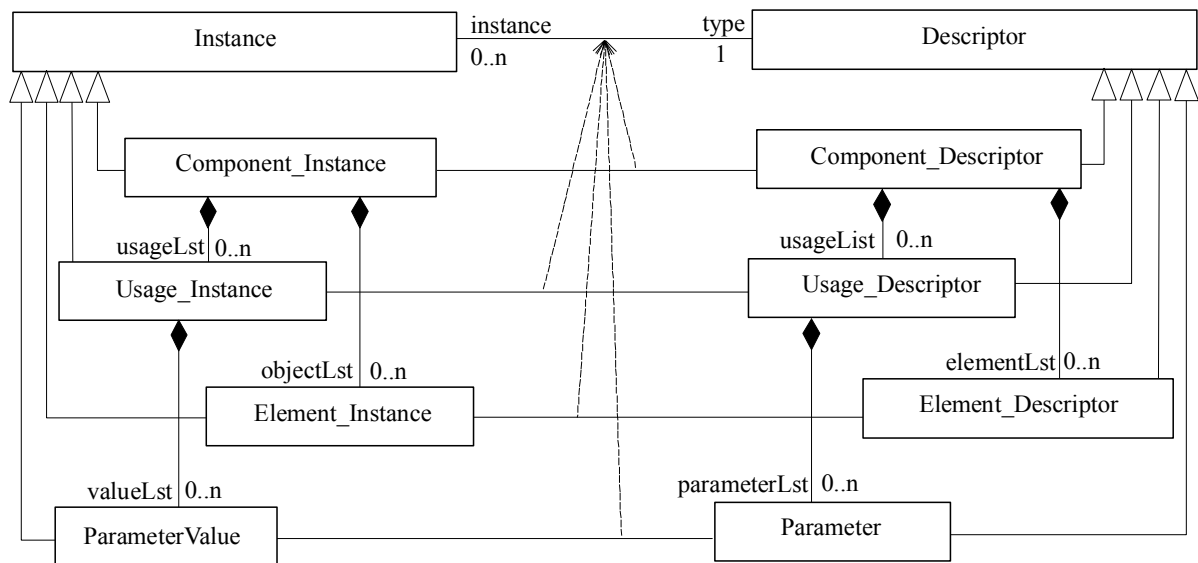 Instance
instance
0..n
type
1
Descriptor
Component_Instance
Component_Descriptor
usageLst 0..n
usageList 0..n
Usage_Instance
Usage_Descriptor
objectLst 0..n
elementLst 0..n
Element_Instance
Element_Descriptor
valueLst 0..n
parameterLst 0..n
ParameterValue
Parameter